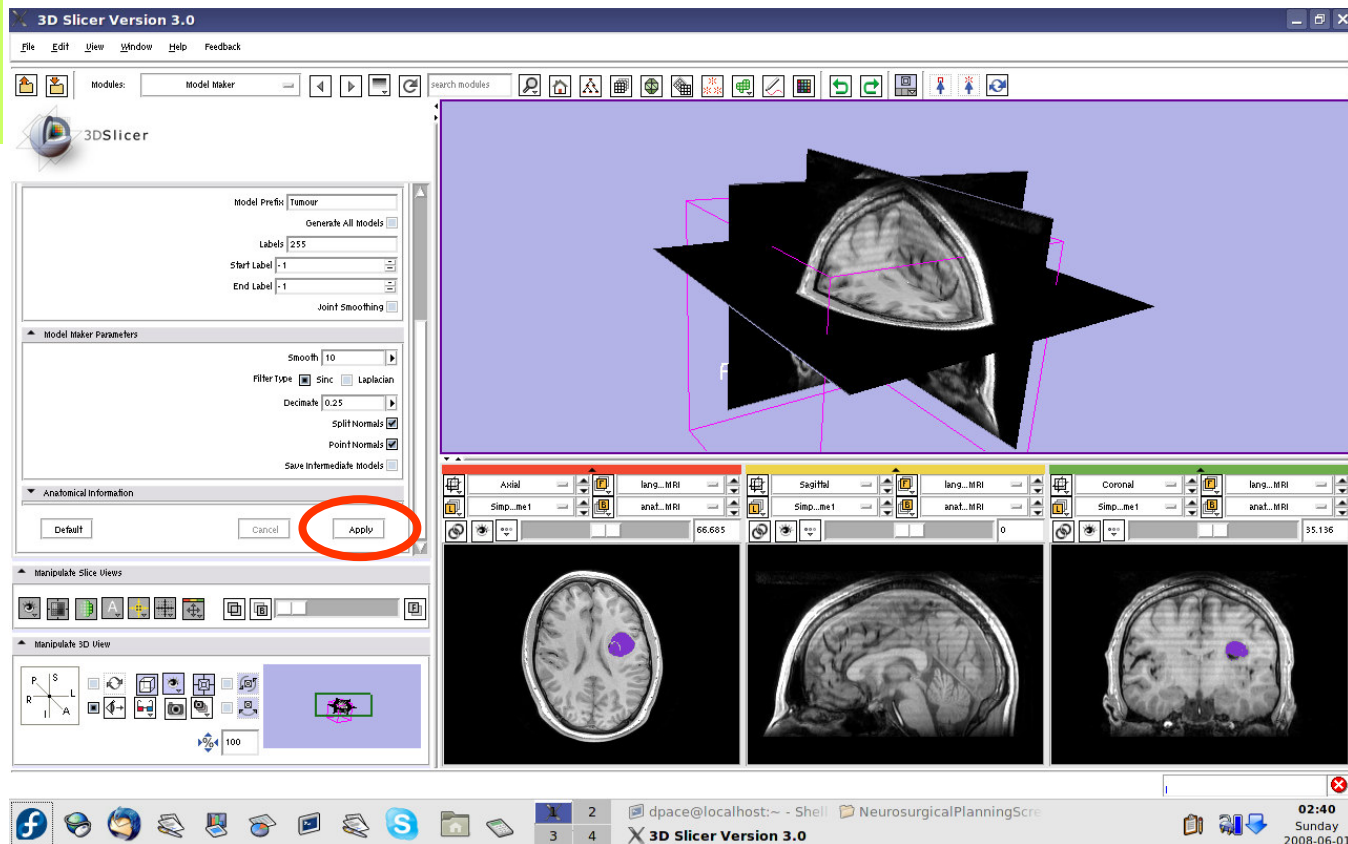 3D Slicer Version 3.0
File Edit View Window Help Feedback
Modules: Model Maker search modules
3DSlicer
Model Prefix Tumour
Generate All Models
Labels 255
Start Label -1
End Label -1
Joint Smoothing
Model Maker Parameters
Smooth 10
Filter Type Sinc Laplacian
Decimate 0.25
Split Normals
Point Normals
Save Intermediate Models
Anatomical Information
Default Cancel Apply
Manipulate Slice Views
Manipulate 3D View
P S
R L
I A
100
Axial lang...MRI
Simp...me1 anat...MRI
66.685
Sagittal lang...MRI
Simp...me1 anat...MRI
0
Coronal lang...MRI
Simp...me1 anat...MRI
35.136
1 2
3 4
dpace@localhost:~ - Shell
NeurosurgicalPlanningScre
3D Slicer Version 3.0
02:40
Sunday
2008-06-01